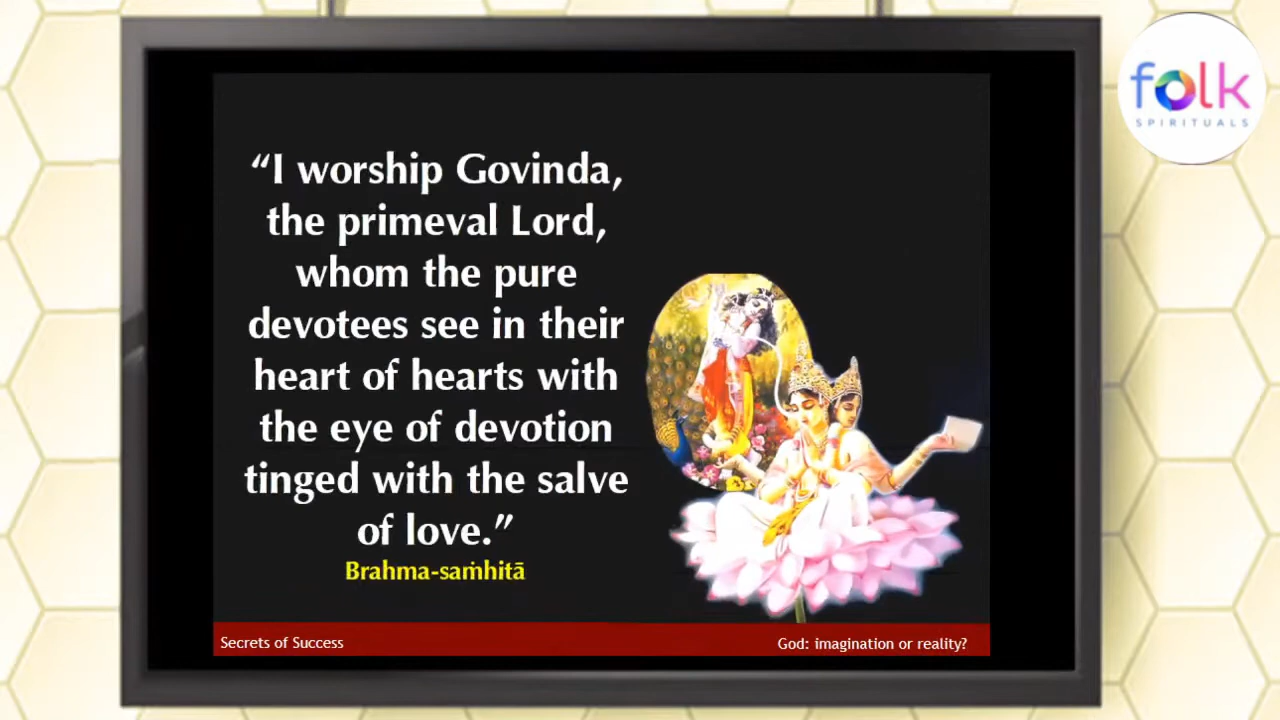 folk
SPIRITUALS
“I worship Govinda,
the primeval Lord,
whom the pure
devotees see in their
heart of hearts with
the eye of devotion
tinged with the salve
of love.”
Brahma-saṁhitā
Secrets of Success
God: imagination or reality?